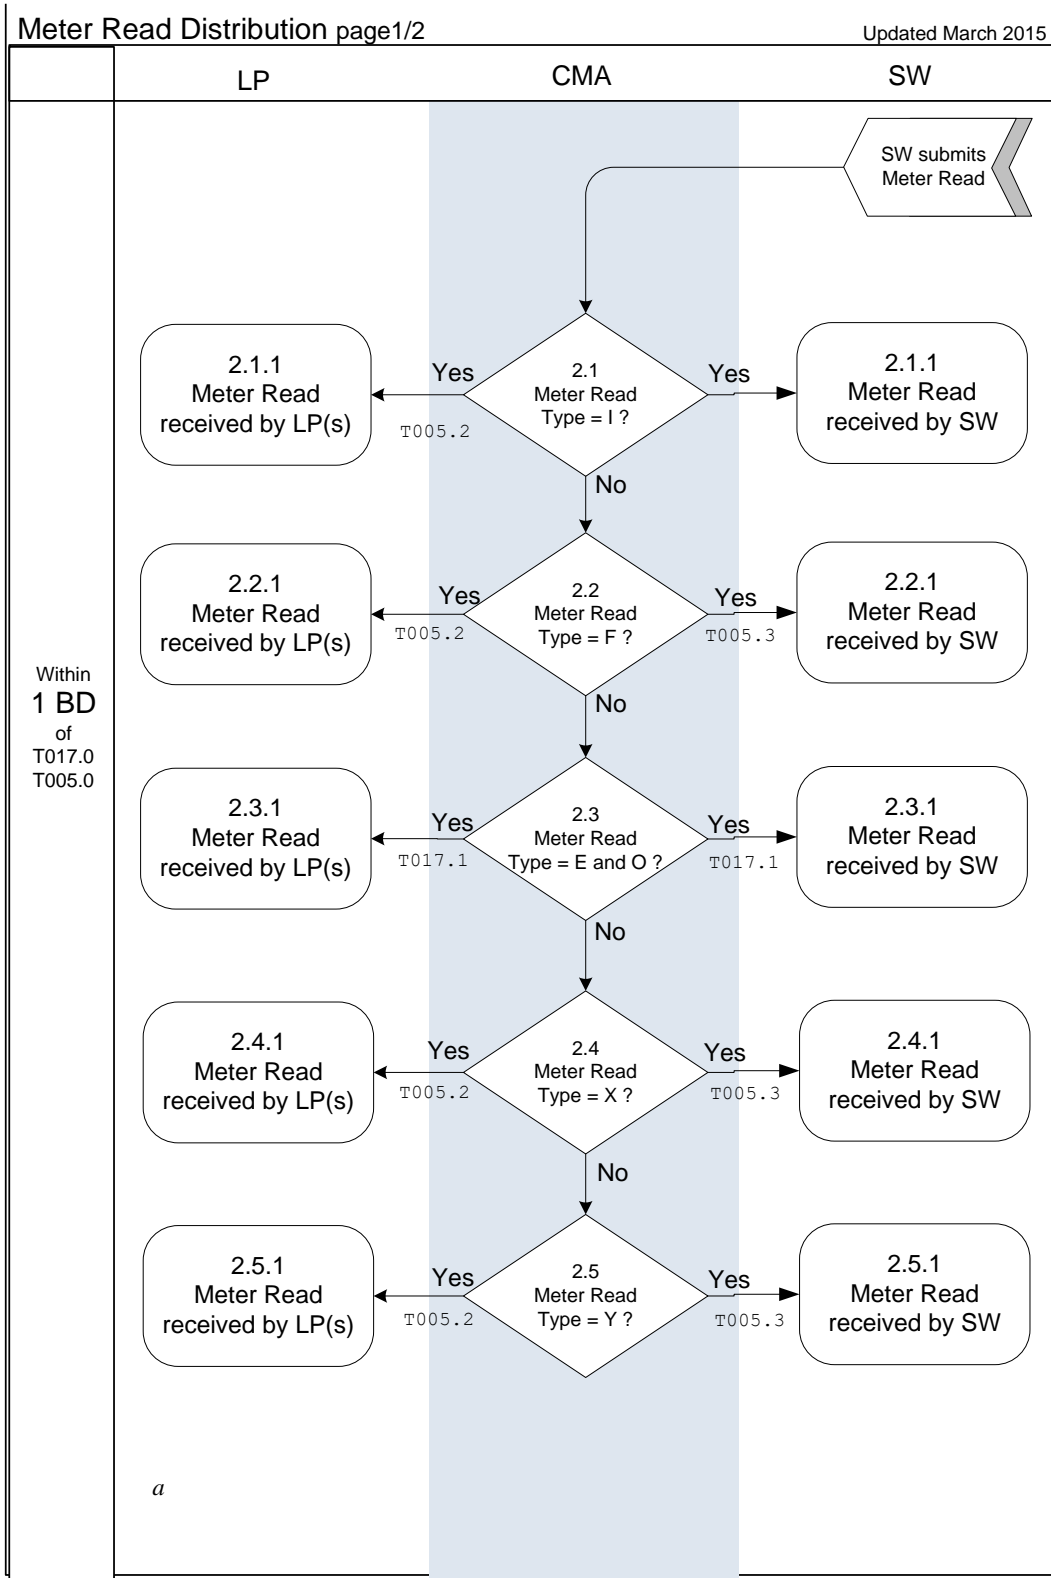 Meter Read Distribution page1/2
Updated March 2015
LP
CMA
SW
SW submits
Meter Read
Within
1 BD
of
T017.0
T005.0
2.1.1
Meter Read
received by LP(s)
Yes
T005.2
2.1
Meter Read
Type = I ?
Yes
2.1.1
Meter Read
received by SW
No
2.2.1
Meter Read
received by LP(s)
Yes
T005.2
2.2
Meter Read
Type = F ?
Yes
T005.3
2.2.1
Meter Read
received by SW
No
2.3.1
Meter Read
received by LP(s)
Yes
T017.1
2.3
Meter Read
Type = E and O ?
Yes
T017.1
2.3.1
Meter Read
received by SW
No
2.4.1
Meter Read
received by LP(s)
Yes
T005.2
2.4
Meter Read
Type = X ?
Yes
T005.3
2.4.1
Meter Read
received by SW
No
2.5.1
Meter Read
received by LP(s)
Yes
T005.2
2.5
Meter Read
Type = Y ?
Yes
T005.3
2.5.1
Meter Read
received by SW
a